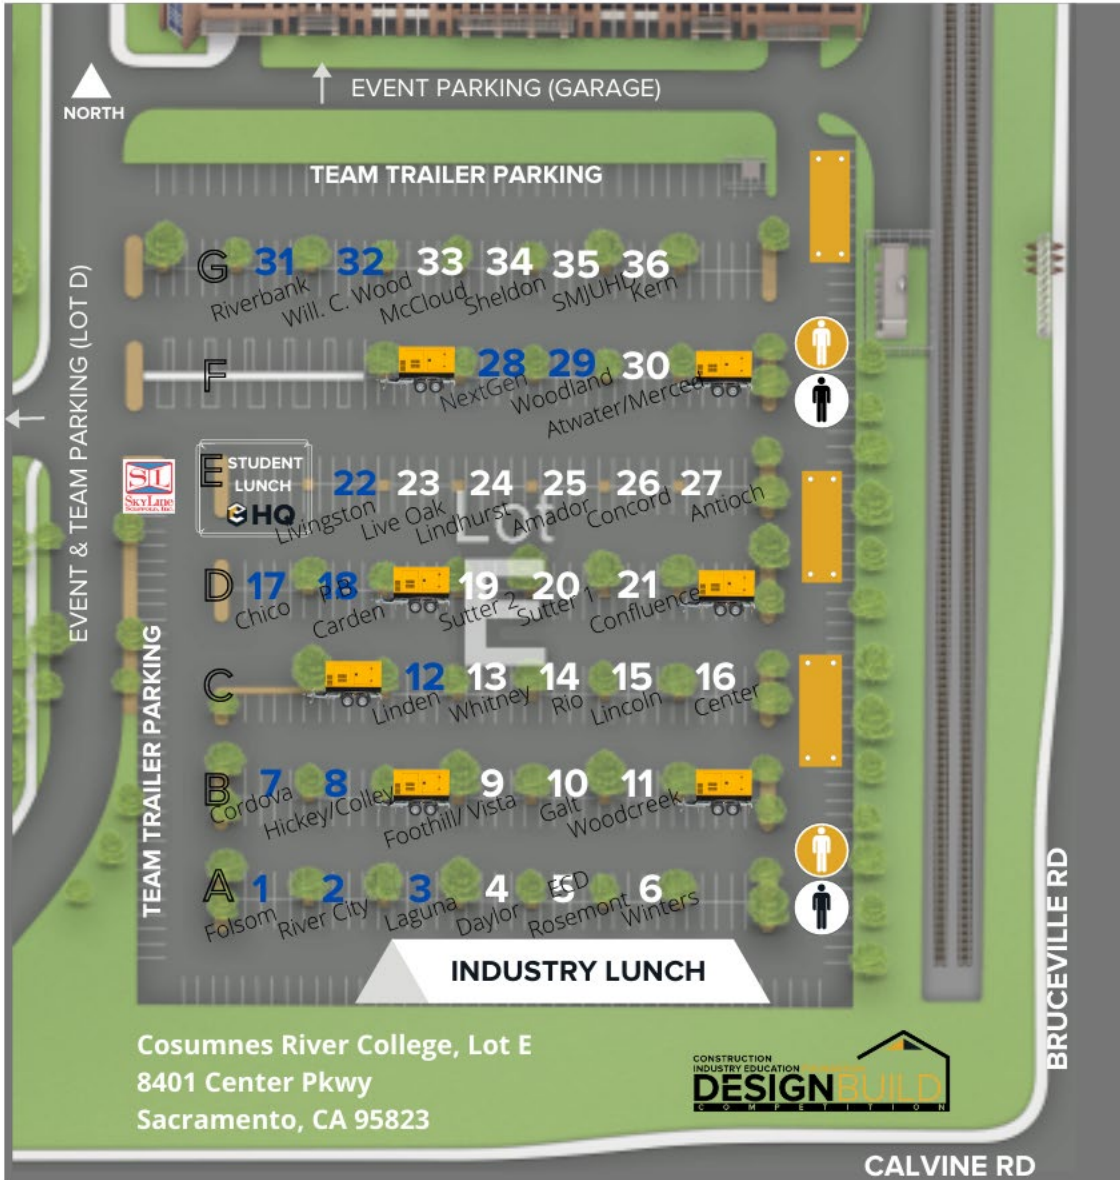 NORTH
EVENT PARKING (GARAGE)
TEAM TRAILER PARKING
EVENT & TEAM PARKING (LOT D)
G 31 32 33 34 35 36
Riverbank Will. C. Wood McCloud Sheldon SMJUHD Kern
F 28 29 30
NextGen Woodland Atwater/Merced
E STUDENT
LUNCH
HQ
SL
SKYLINE
SCAFFOLD, INC.
22 23 24 25 26 27
Livingston Live Oak Lindhurst Amador Concord Antioch
Lot
E
D 17 18 19 20 21
Chico P.B. Carden Sutter 2 Sutter 1 Confluence
C 12 13 14 15 16
Linden Whitney Rio Lincoln Center
TEAM TRAILER PARKING
B 7 8 9 10 11
Cordova Hickey/Colley Foothill/ Vista Galt Woodcreek
A 1 2 3 4 5 6
Folsom River City Laguna Daylor ECD Rosemont Winters
INDUSTRY LUNCH
BRUCEVILLE RD
Cosumnes River College, Lot E
8401 Center Pkwy
Sacramento, CA 95823
CONSTRUCTION
INDUSTRY EDUCATION
DESIGNBUILD
COMPETITION
CALVINE RD